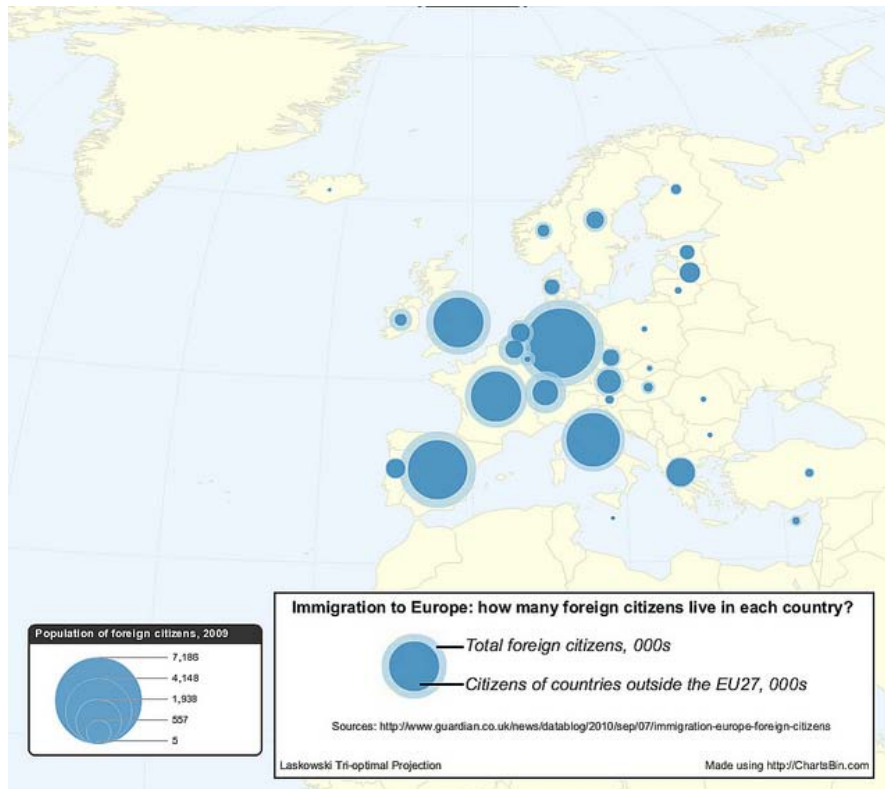 Population of foreign citizens, 2009
7,186
4,148
1,938
557
5
Immigration to Europe: how many foreign citizens live in each country?
Total foreign citizens, 000s
Citizens of countries outside the EU27, 000s
Sources: http://www.guardian.co.uk/news/datablog/2010/sep/07/immigration-europe-foreign-citizens
Laskowski Tri-optimal Projection
Made using http://ChartsBin.com